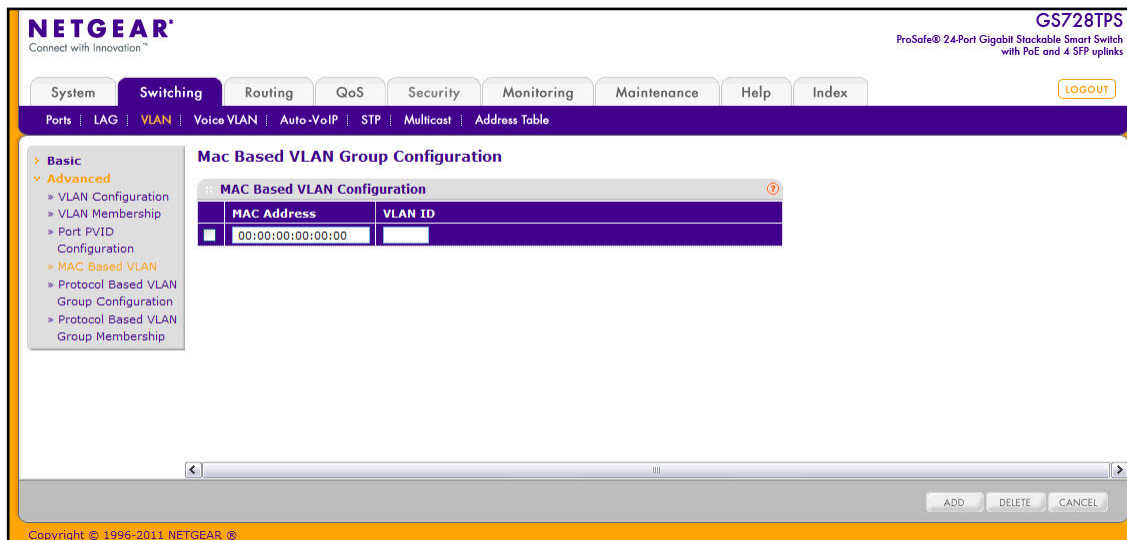 NETGEAR®
Connect with Innovation™
GS728TPS
ProSafe® 24-Port Gigabit Stackable Smart Switch
with PoE and 4 SFP uplinks
System Switching Routing QoS Security Monitoring Maintenance Help Index
LOGOUT
Ports LAG VLAN Voice VLAN Auto-VoIP STP Multicast Address Table
Basic
Advanced
» VLAN Configuration
» VLAN Membership
» Port PVID
Configuration
» MAC Based VLAN
» Protocol Based VLAN
Group Configuration
» Protocol Based VLAN
Group Membership
Mac Based VLAN Group Configuration
MAC Based VLAN Configuration ?
MAC Address VLAN ID
00:00:00:00:00:00
ADD DELETE CANCEL
Copyright © 1996-2011 NETGEAR ®